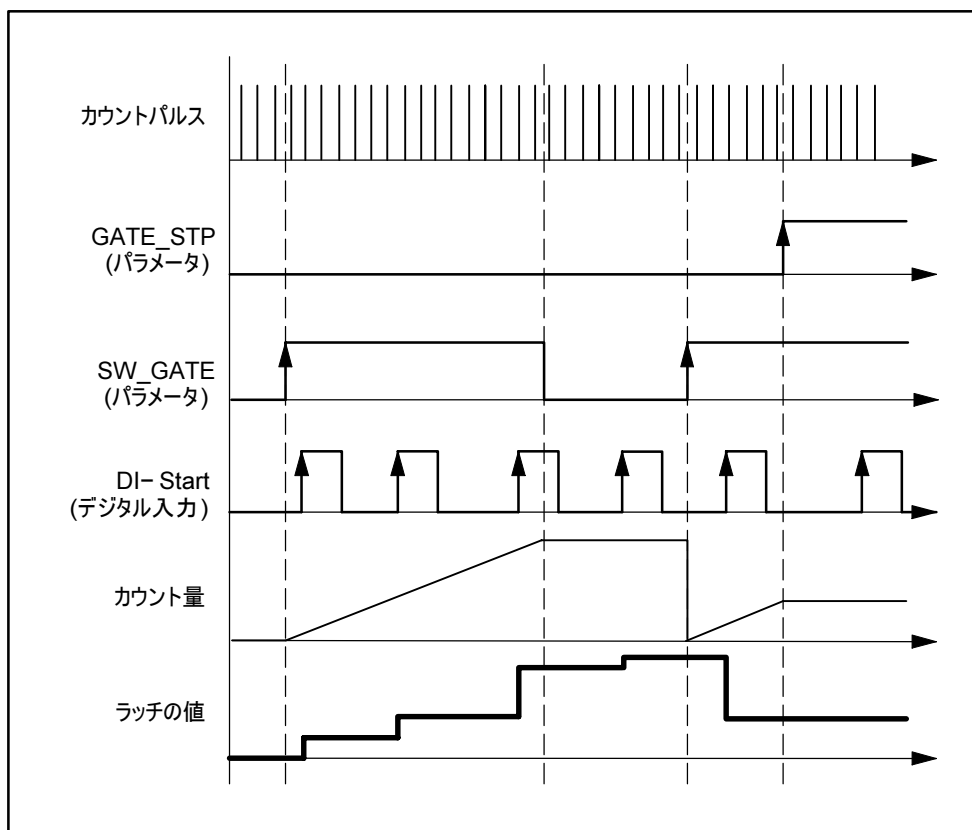 カウントパルス
GATE_STP
(パラメータ)
SW_GATE
(パラメータ)
DI- Start
(デジタル入力)
カウント量
ラッチの値